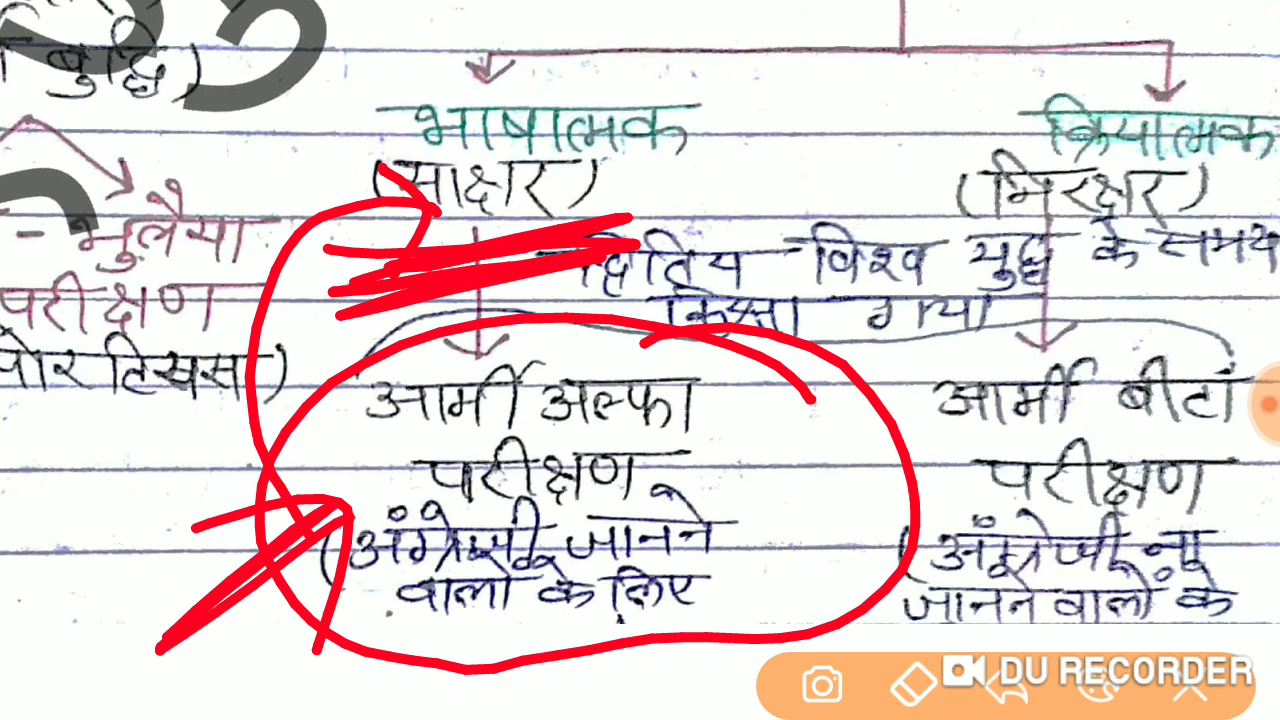 बुद्धि)
भाषात्मक
क्रियात्मक
(साक्षर)
(निरक्षर)
- भुलैया
द्वितिय विश्व युद्ध के समय
परीक्षण
किया गया
पोर टियस)
आर्मी अल्फा
आर्मी बीटा
परीक्षण
परीक्षण
(अंग्रेजी जानने
(अंग्रेजी न
वालों के लिए
जानने वालों के
DU RECORDER